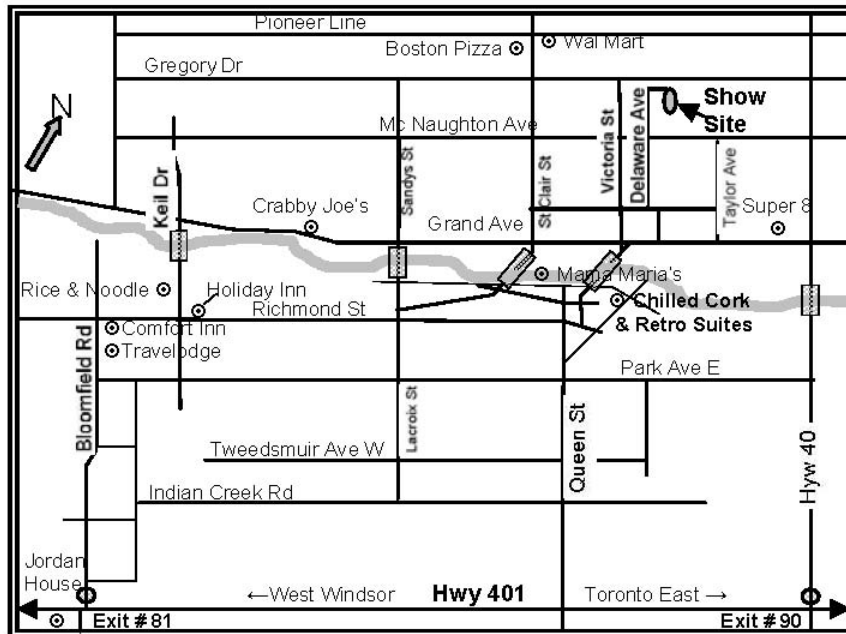 Pioneer Line
Boston Pizza
Wal Mart
Gregory Dr
N
Show
Site
Mc Naughton Ave
Victoria St
Delaware Ave
Keil Dr
Sandys St
St Clair St
Taylor Ave
Crabby Joe's
Grand Ave
Super 8
Mama Maria's
Rice & Noodle
Holiday Inn
Richmond St
Chilled Cork
& Retro Suites
Comfort Inn
Travelodge
Bloomfield Rd
Park Ave E
Lacroix St
Queen St
Tweedsmuir Ave W
Hyw 40
Indian Creek Rd
Jordan
House
←West Windsor
Hwy 401
Toronto East →
Exit # 81
Exit # 90